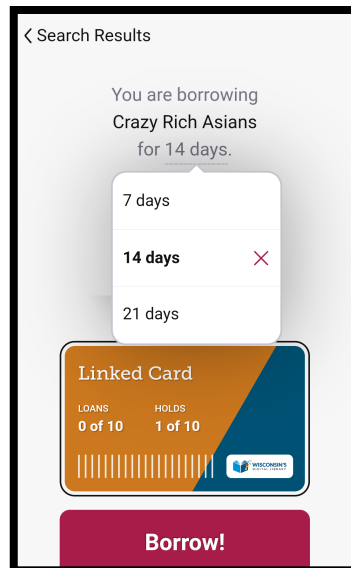 Search Results
You are borrowing
Crazy Rich Asians
for 14 days.
7 days
14 days
21 days
Linked Card
LOANS HOLDS
0 of 10 1 of 10
WISCONSIN'S
DIGITAL LIBRARY
Borrow!